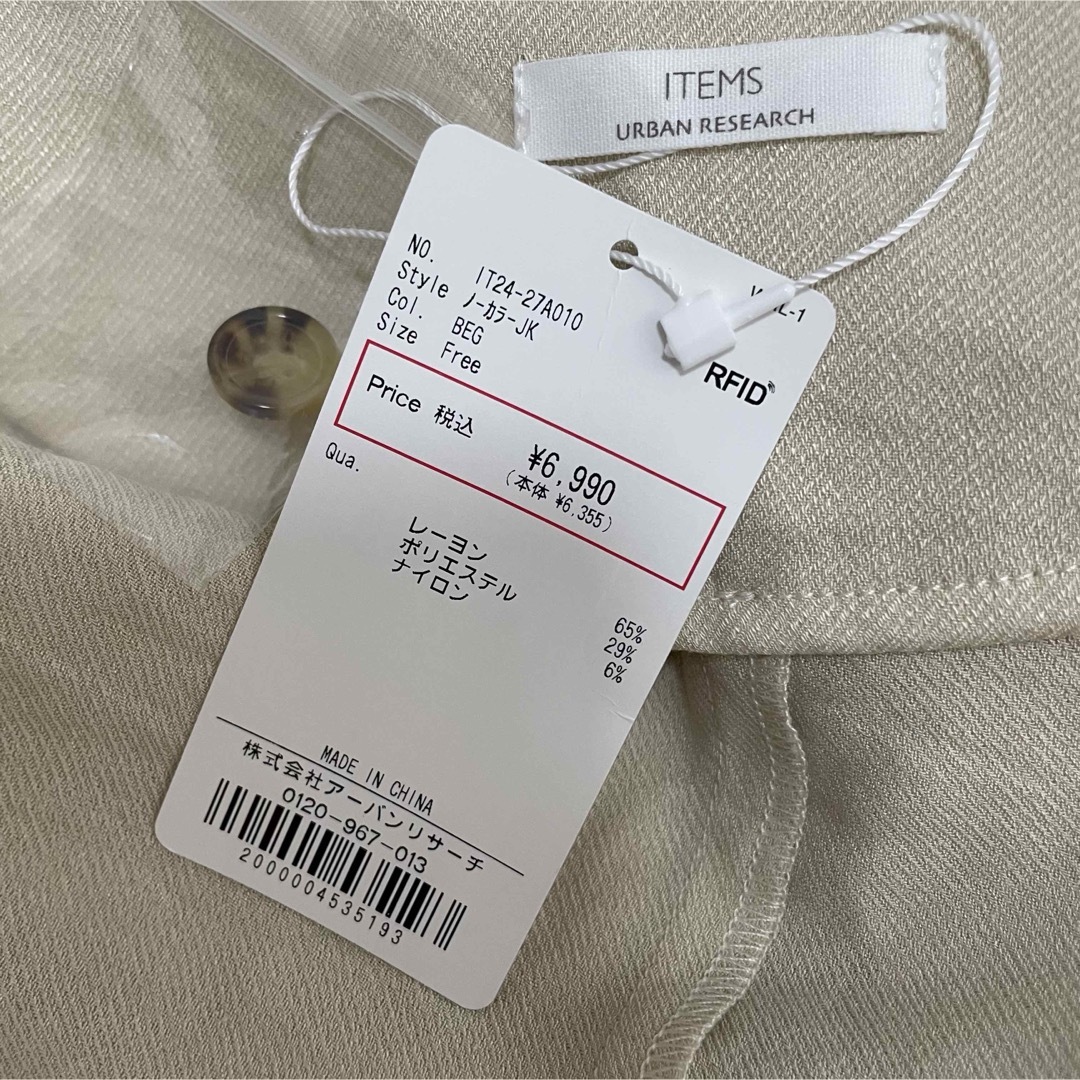 ITEMS
URBAN RESEARCH
NO. IT24-27A010
Style ノーカラーJK
Col. BEG
Size Free
RFID
Price 税込 ¥6,990
(本体 ¥6,355)
Qua.
レーヨン 65%
ポリエステル 29%
ナイロン 6%
MADE IN CHINA
株式会社アーバンリサーチ
0120-967-013
2000004535193